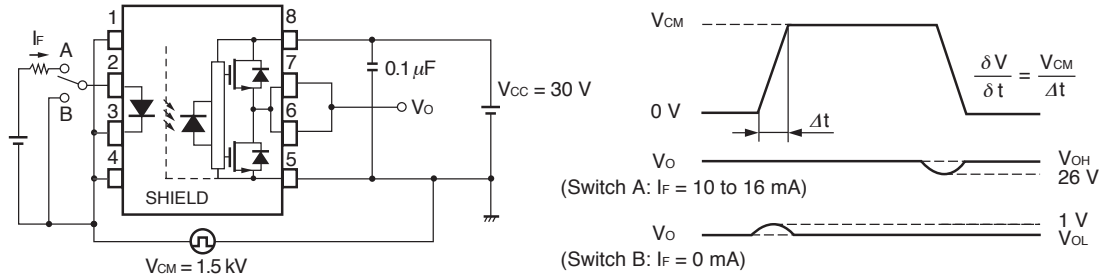 1
8
IF
A
2
7
0.1 μF
VCC = 30 V
VO
B
3
6
4
5
SHIELD
VCM = 1.5 kV
VCM
0 V
Δt
δV
δt
=
VCM
Δt
VO
VOH
26 V
(Switch A: IF = 10 to 16 mA)
1 V
VO
VOL
(Switch B: IF = 0 mA)